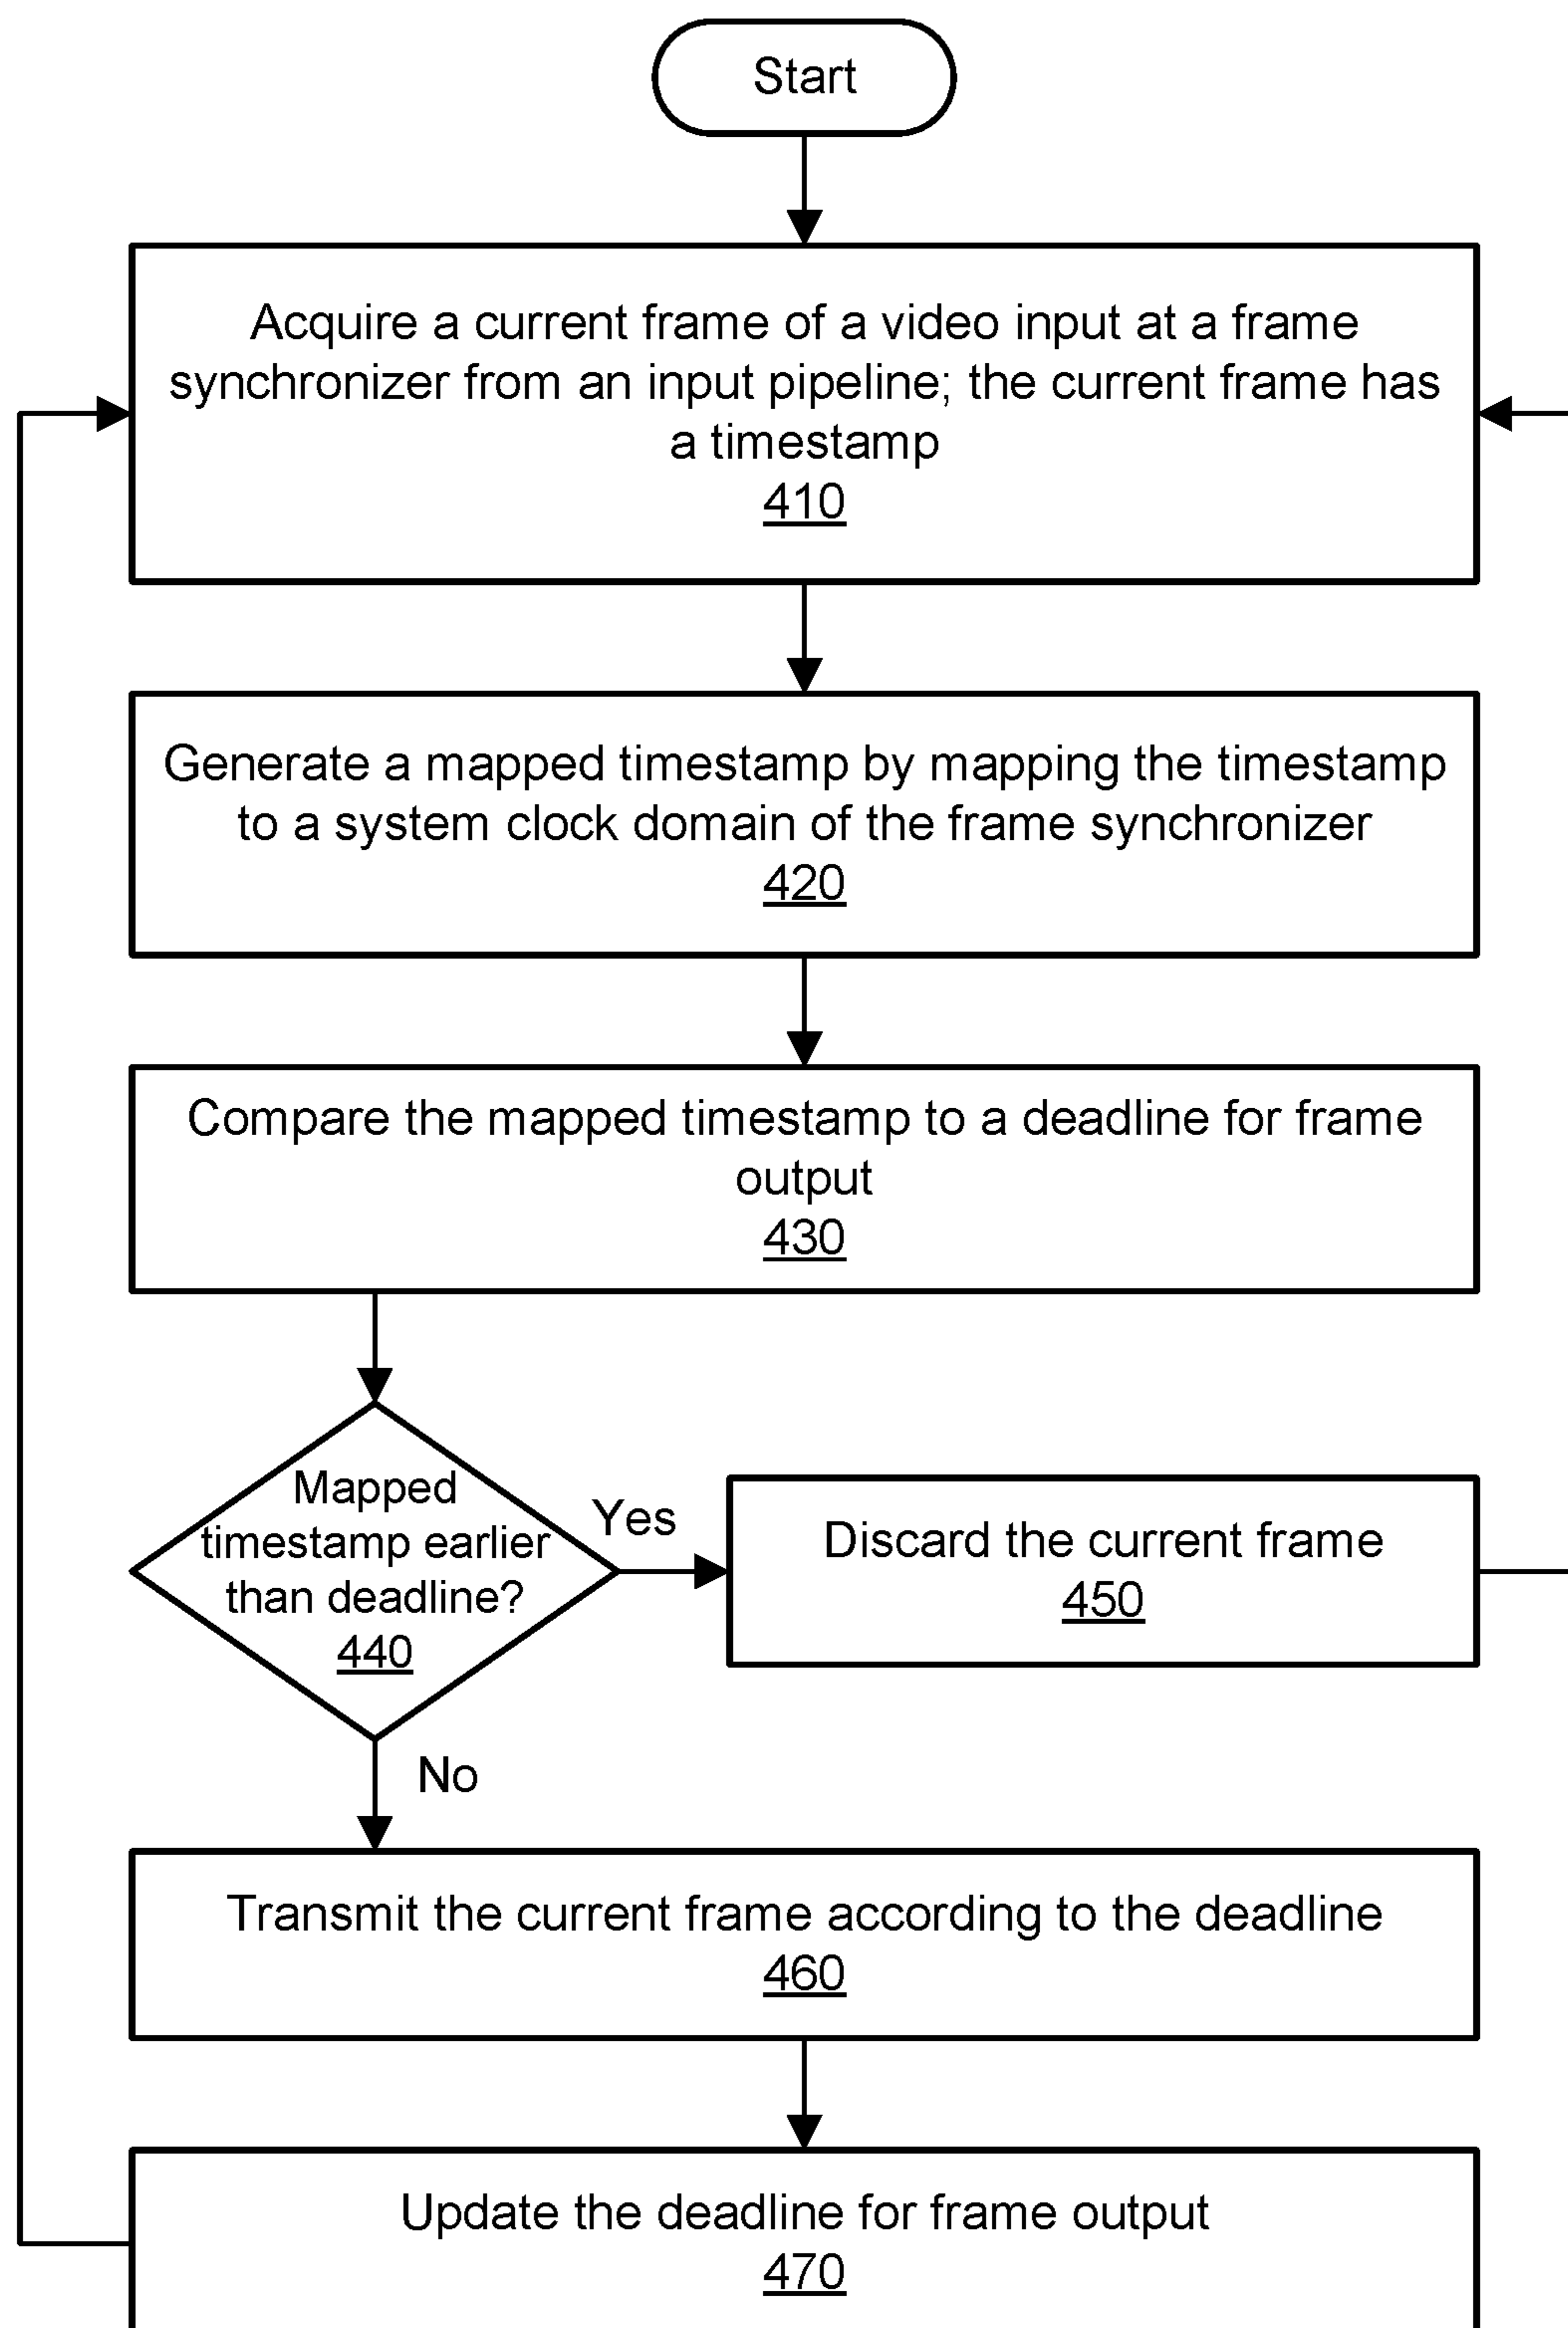 Start
Acquire a current frame of a video input at a frame
synchronizer from an input pipeline; the current frame has
a timestamp
410
Generate a mapped timestamp by mapping the timestamp
to a system clock domain of the frame synchronizer
420
Compare the mapped timestamp to a deadline for frame
output
430
Mapped
timestamp earlier
than deadline?
440
Yes
Discard the current frame
450
No
Transmit the current frame according to the deadline
460
Update the deadline for frame output
470